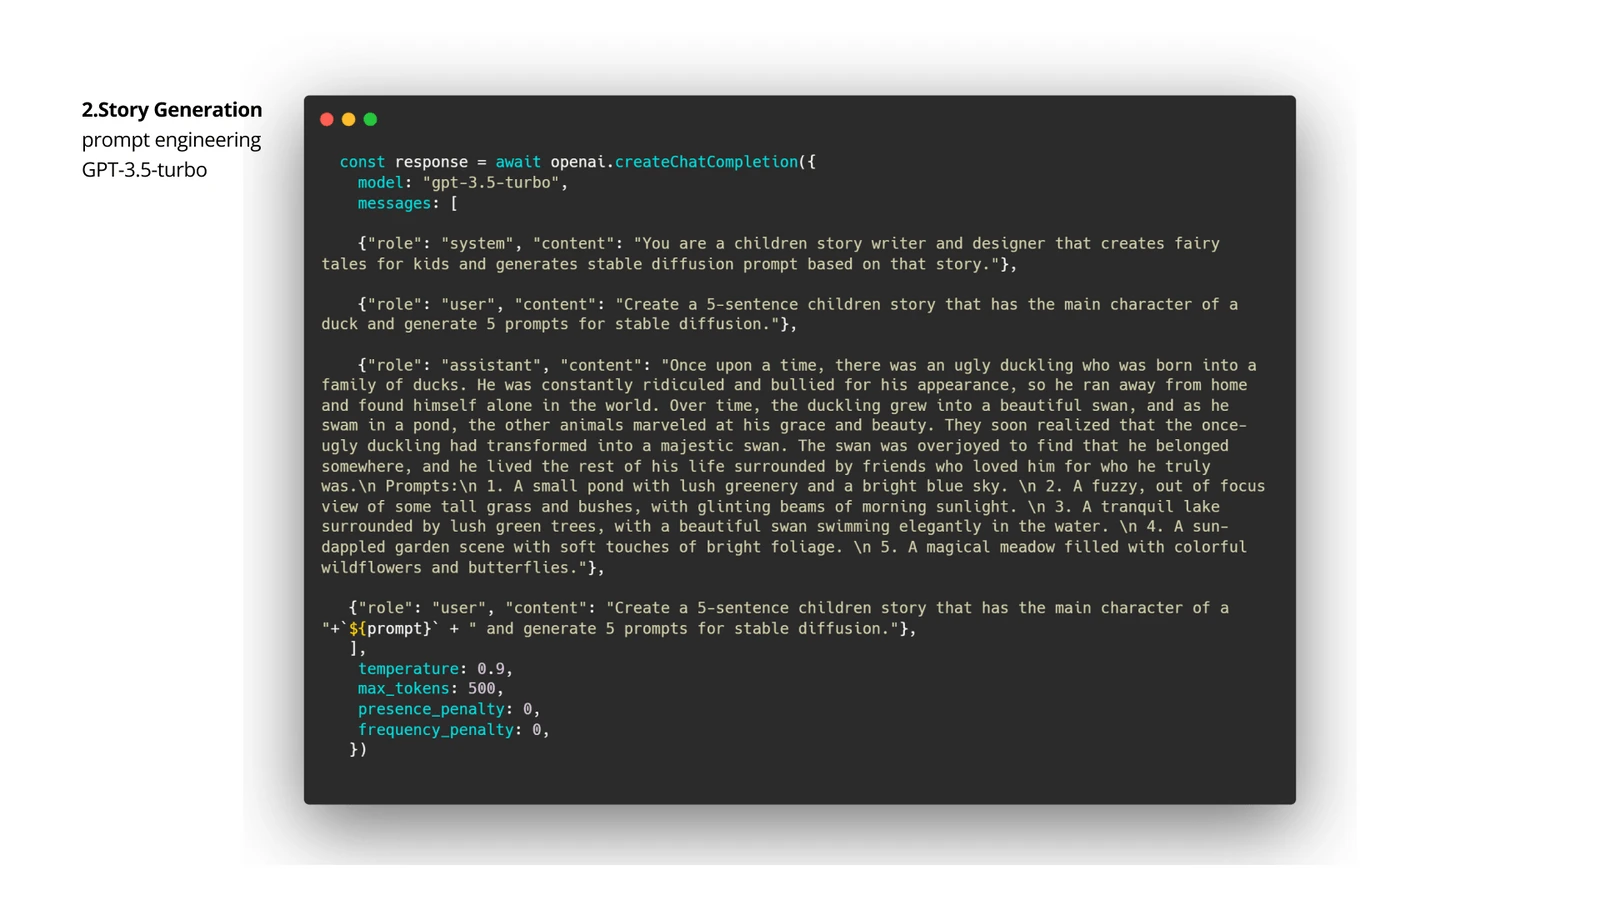 2.Story Generation
prompt engineering
GPT-3.5-turbo
const response = await openai.createChatCompletion({
model: "gpt-3.5-turbo",
messages: [
{"role": "system", "content": "You are a children story writer and designer that creates fairy
tales for kids and generates stable diffusion prompt based on that story."},
{"role": "user", "content": "Create a 5-sentence children story that has the main character of a
duck and generate 5 prompts for stable diffusion."},
{"role": "assistant", "content": "Once upon a time, there was an ugly duckling who was born into a
family of ducks. He was constantly ridiculed and bullied for his appearance, so he ran away from home
and found himself alone in the world. Over time, the duckling grew into a beautiful swan, and as he
swam in a pond, the other animals marveled at his grace and beauty. They soon realized that the once-
ugly duckling had transformed into a majestic swan. The swan was overjoyed to find that he belonged
somewhere, and he lived the rest of his life surrounded by friends who loved him for who he truly
was.\n Prompts:\n 1. A small pond with lush greenery and a bright blue sky. \n 2. A fuzzy, out of focus
view of some tall grass and bushes, with glinting beams of morning sunlight. \n 3. A tranquil lake
surrounded by lush green trees, with a beautiful swan swimming elegantly in the water. \n 4. A sun-
dappled garden scene with soft touches of bright foliage. \n 5. A magical meadow filled with colorful
wildflowers and butterflies."},
{"role": "user", "content": "Create a 5-sentence children story that has the main character of a
"+`${prompt}` + " and generate 5 prompts for stable diffusion."},
],
temperature: 0.9,
max_tokens: 500,
presence_penalty: 0,
frequency_penalty: 0,
})